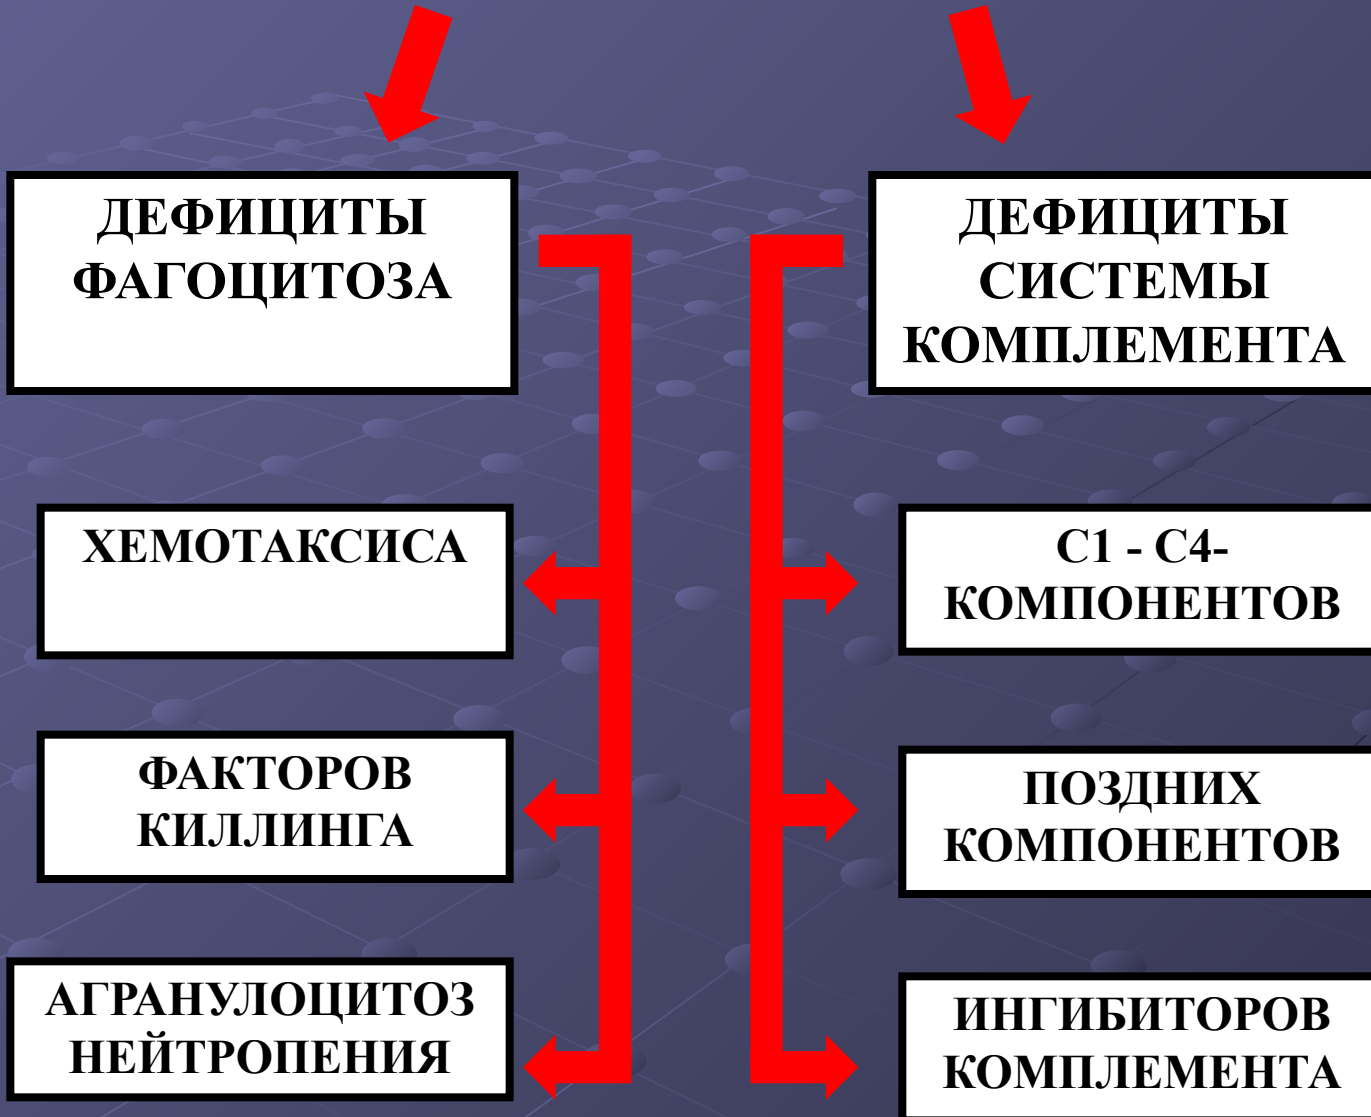 ДЕФИЦИТЫ
ФАГОЦИТОЗА
ДЕФИЦИТЫ
СИСТЕМЫ
КОМПЛЕМЕНТА
ХЕМОТАКСИСА
С1 - С4-
КОМПОНЕНТОВ
ФАКТОРОВ
КИЛЛИНГА
ПОЗДНИХ
КОМПОНЕНТОВ
АГРАНУЛОЦИТОЗ
НЕЙТРОПЕНИЯ
ИНГИБИТОРОВ
КОМПЛЕМЕНТА